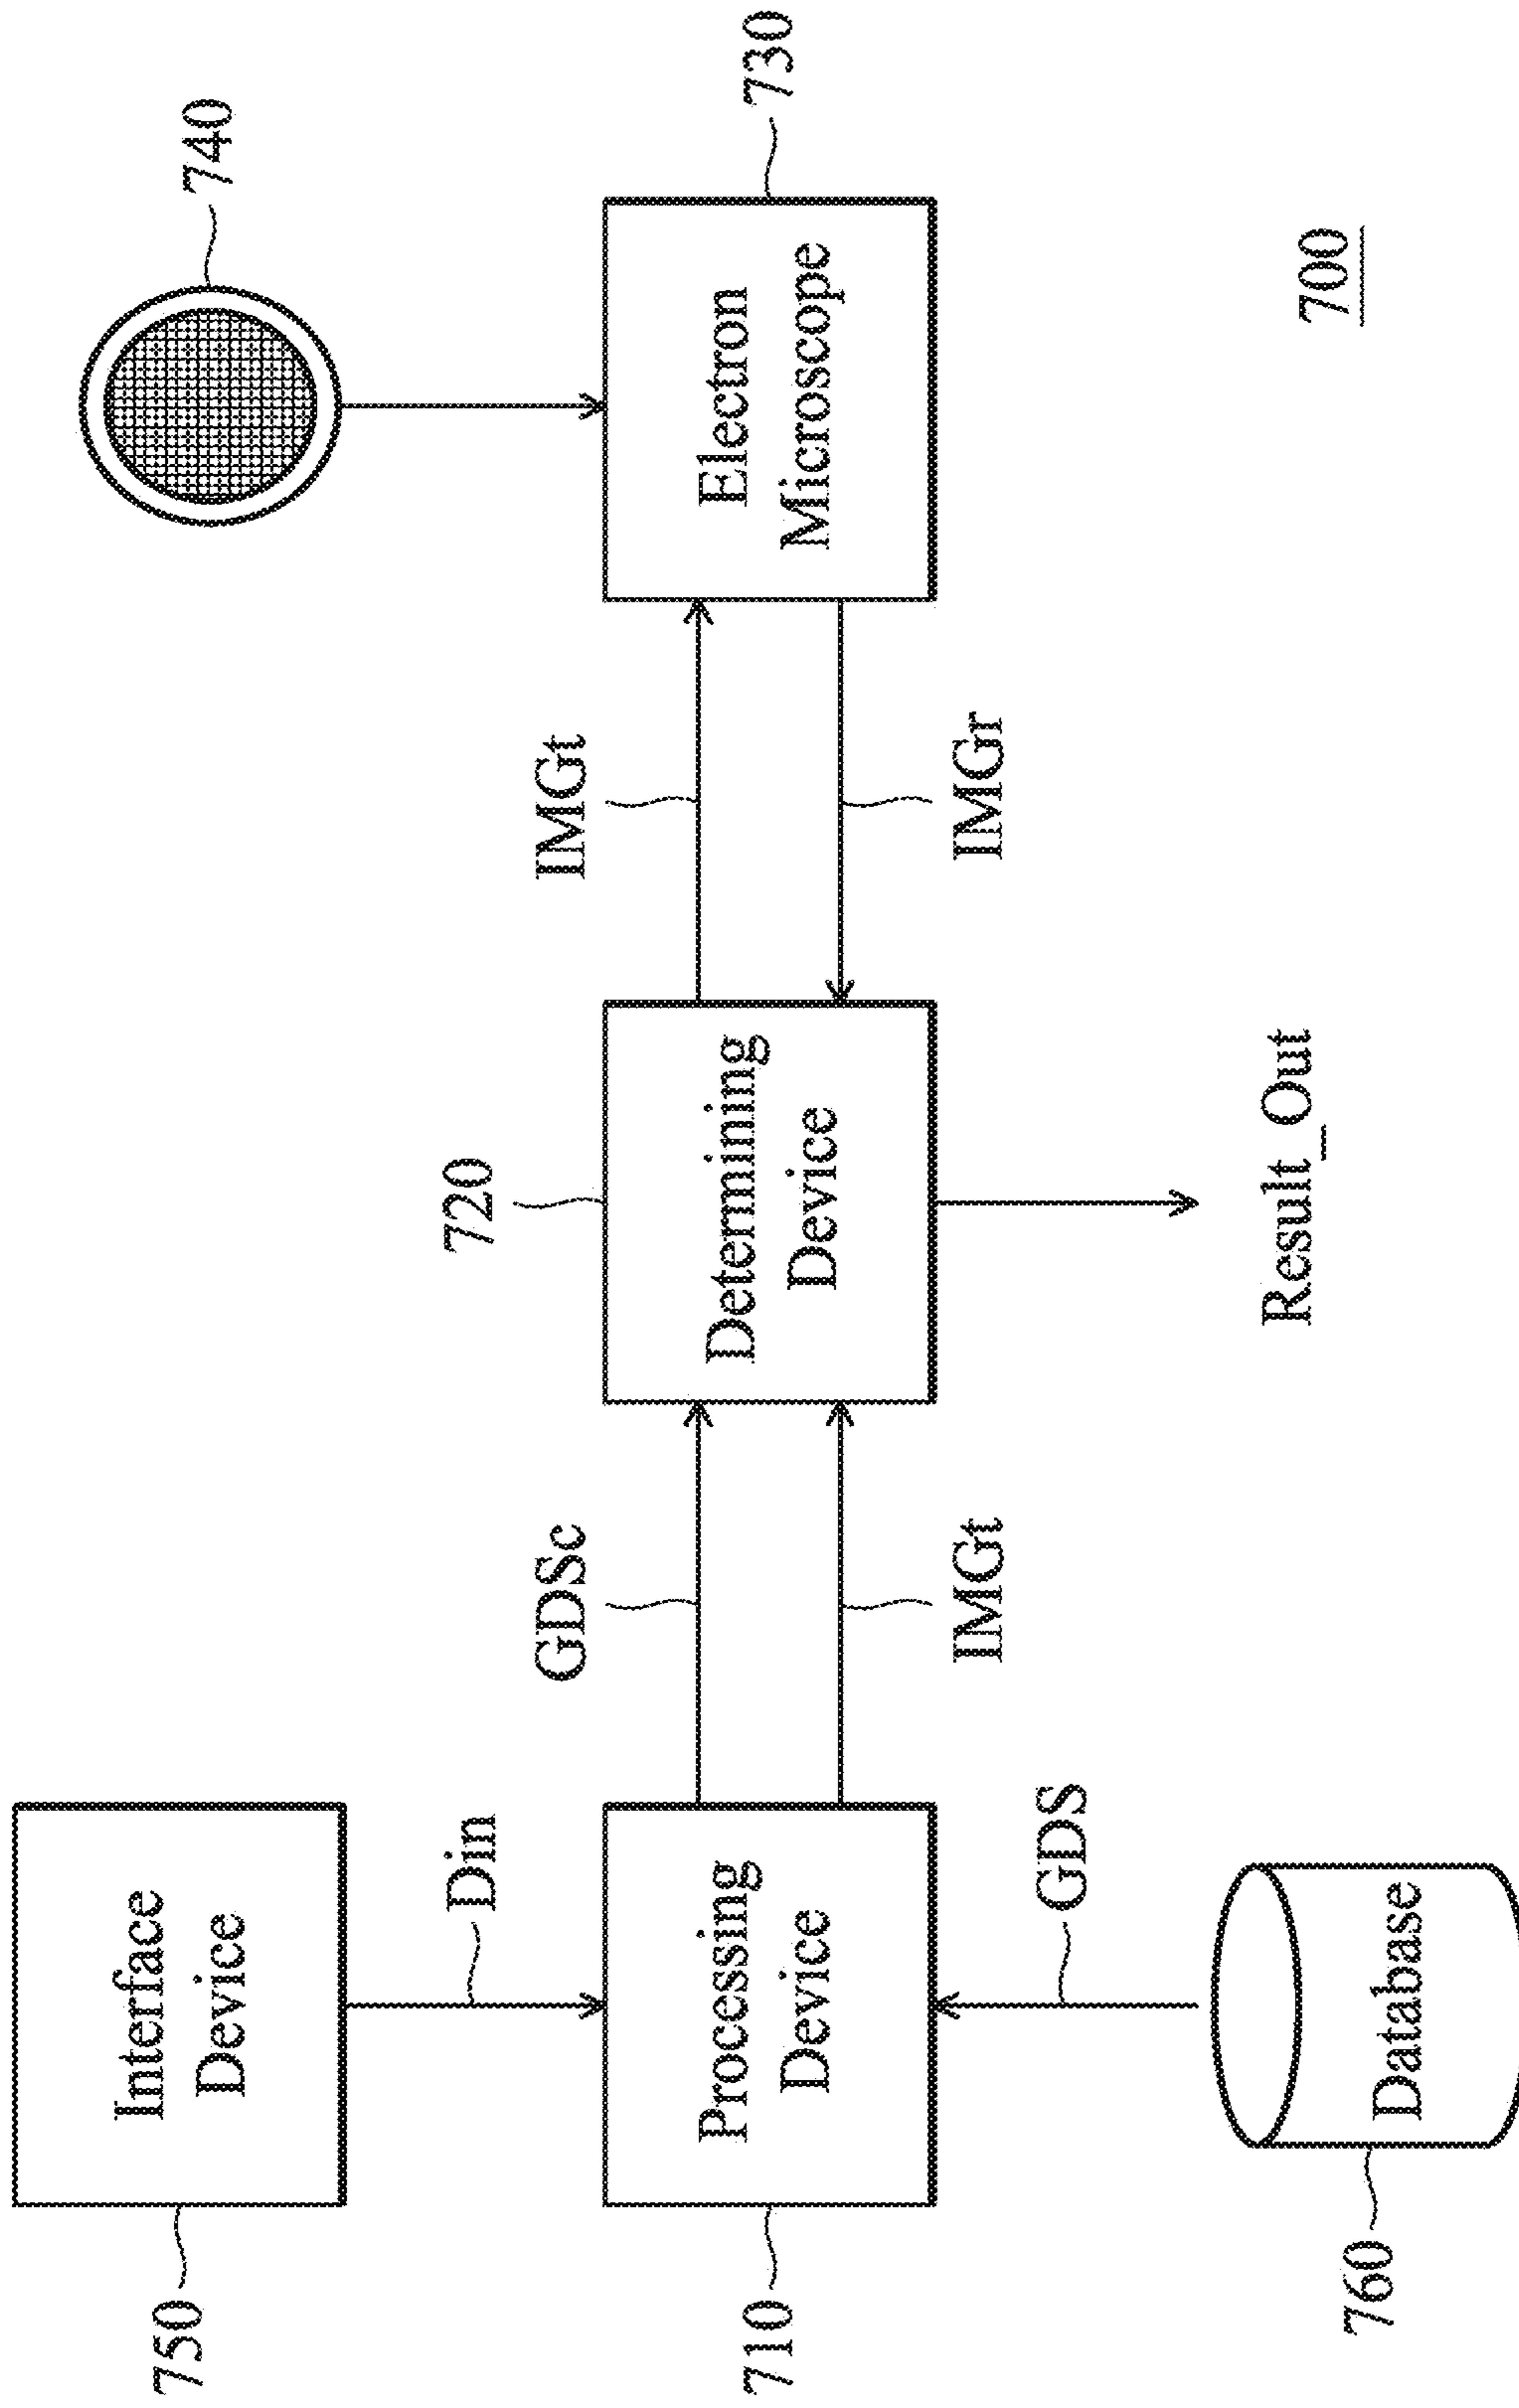 740
750
Interface
Device
Din
720
GDSc
IMGt
730
710
Processing
Device
Determining
Device
Electron
Microscope
IMGt
IMGr
GDS
760
Database
Result_Out
700